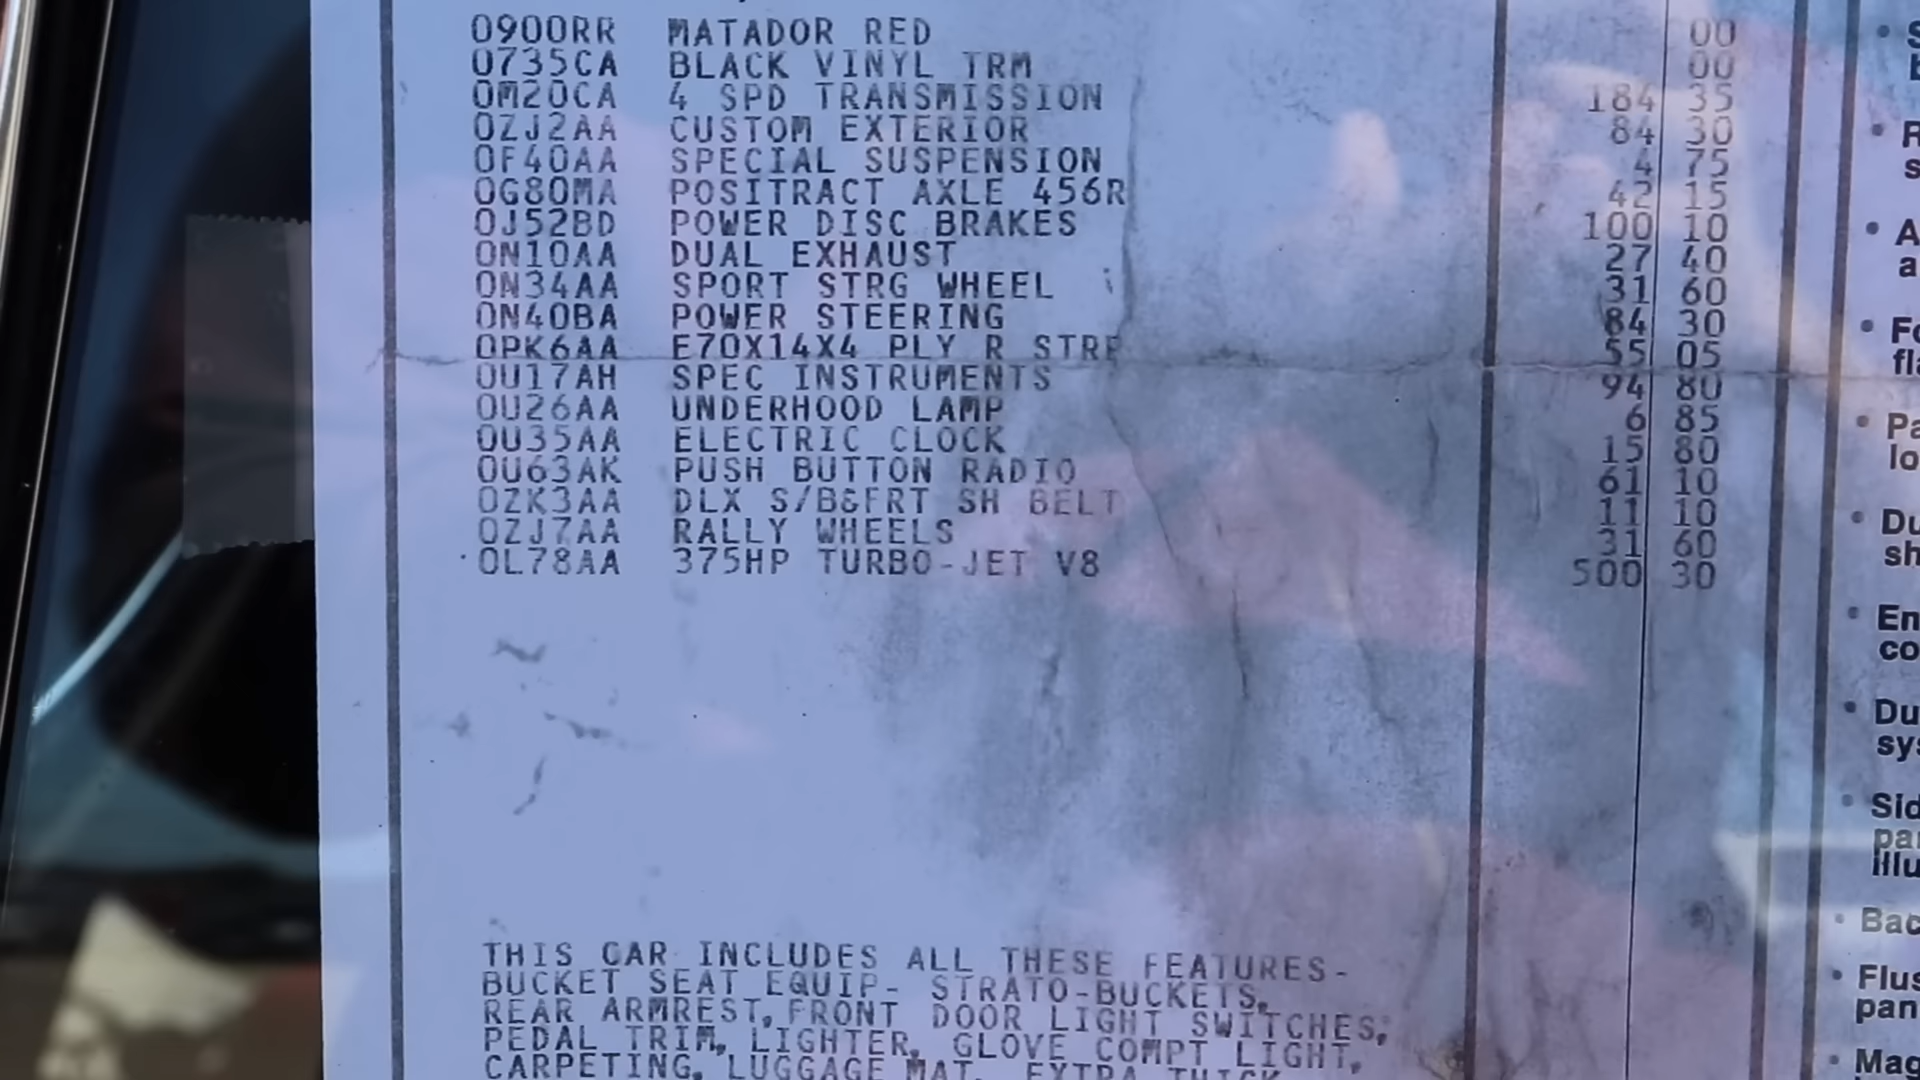 0900RR MATADOR RED 00
0735CA BLACK VINYL TRM 00
0M20CA 4 SPD TRANSMISSION 184 35
0ZJ2AA CUSTOM EXTERIOR 84 30
0F40AA SPECIAL SUSPENSION 4 75
0G80MA POSITRACT AXLE 456R 42 15
0J52BD POWER DISC BRAKES 100 10
0N10AA DUAL EXHAUST 27 40
0N34AA SPORT STRG WHEEL 31 60
0N40BA POWER STEERING 84 30
0PK6AA E70X14X4 PLY R STRP 55 05
0U17AH SPEC INSTRUMENTS 94 80
0U26AA UNDERHOOD LAMP 6 85
0U35AA ELECTRIC CLOCK 15 80
0U63AK PUSH BUTTON RADIO 61 10
0ZK3AA DLX S/B&FRT SH BELT 11 10
0ZJ7AA RALLY WHEELS 31 60
0L78AA 375HP TURBO-JET V8 500 30
THIS CAR INCLUDES ALL THESE FEATURES-
BUCKET SEAT EQUIP- STRATO-BUCKETS,
REAR ARMREST, FRONT DOOR LIGHT SWITCHES,
PEDAL TRIM, LIGHTER, GLOVE COMPT LIGHT,
CARPETING, LUGGAGE MAT, EXTRA THICK